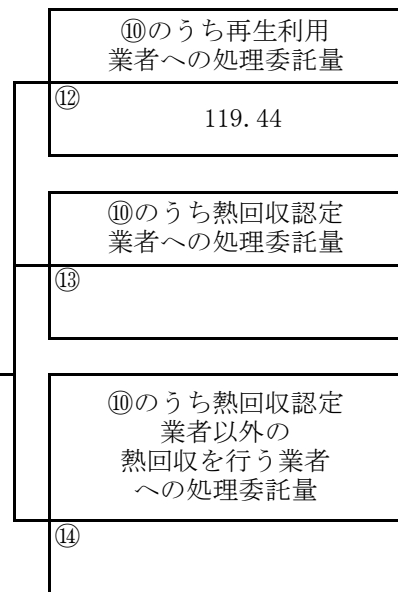 ⑩のうち再生利用
業者への処理委託量
⑫
119.44
⑩のうち熱回収認定
業者への処理委託量
⑬
⑩のうち熱回収認定
業者以外の
熱回収を行う業者
への処理委託量
⑭